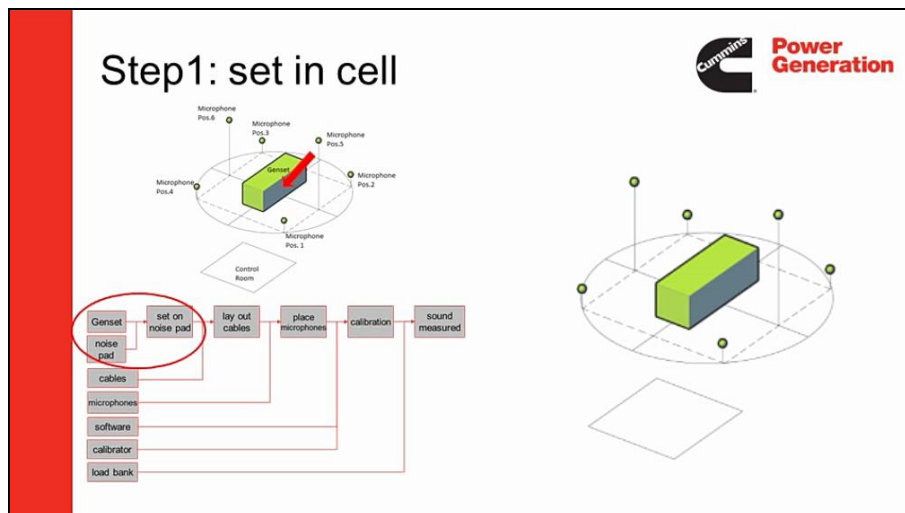 Step1: set in cell
Cummins
Power
Generation
Microphone
Pos.6
Microphone
Pos.3
Microphone
Pos.5
Genset
Microphone
Pos.4
Microphone
Pos.2
Microphone
Pos. 1
Control
Room
Genset
set on
noise pad
lay out
cables
place
microphones
calibration
sound
measured
noise
pad
cables
microphones
software
calibrator
load bank